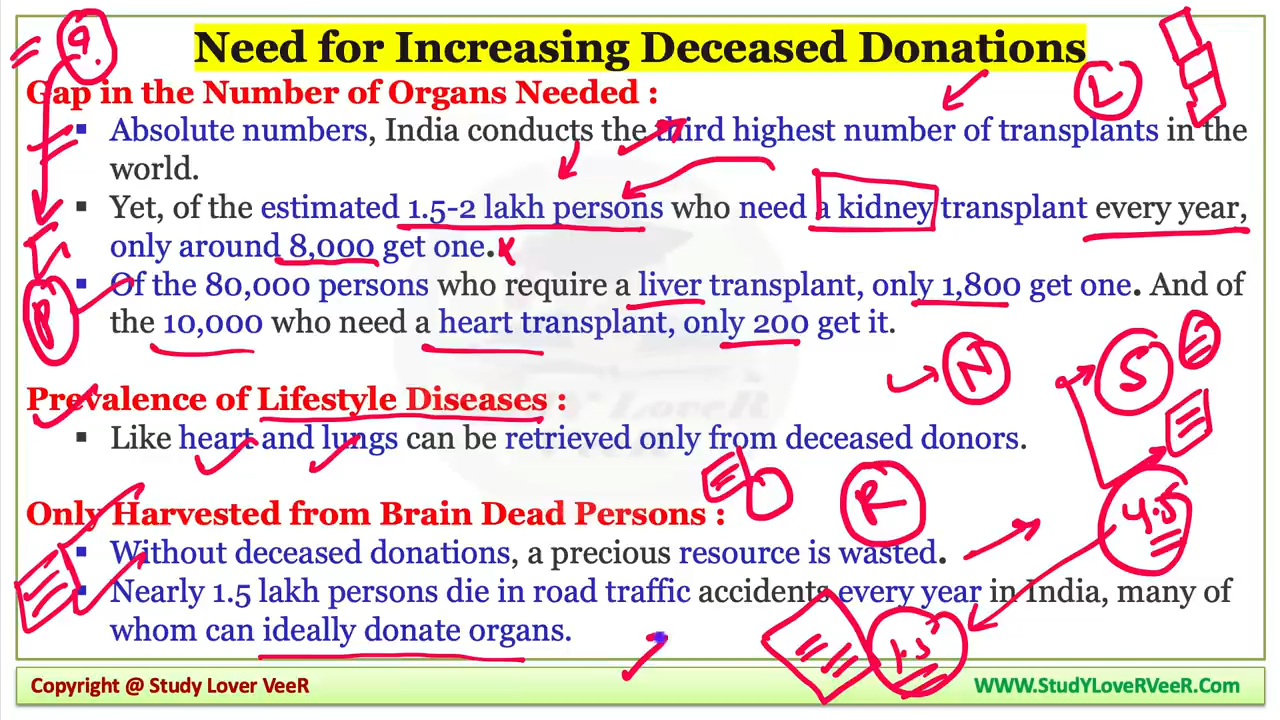 Need for Increasing Deceased Donations
Gap in the Number of Organs Needed :
▪ Absolute numbers, India conducts the third highest number of transplants in the
world.
▪ Yet, of the estimated 1.5-2 lakh persons who need a kidney transplant every year,
only around 8,000 get one.
▪ Of the 80,000 persons who require a liver transplant, only 1,800 get one. And of
the 10,000 who need a heart transplant, only 200 get it.
N
S
Prevalence of Lifestyle Diseases :
▪ Like heart and lungs can be retrieved only from deceased donors.
R
4.5
Only Harvested from Brain Dead Persons :
▪ Without deceased donations, a precious resource is wasted.
▪ Nearly 1.5 lakh persons die in road traffic accidents every year in India, many of
whom can ideally donate organs.
1.5
Copyright @ Study Lover VeeR
WWW.StudYLoveRVeeR.Com